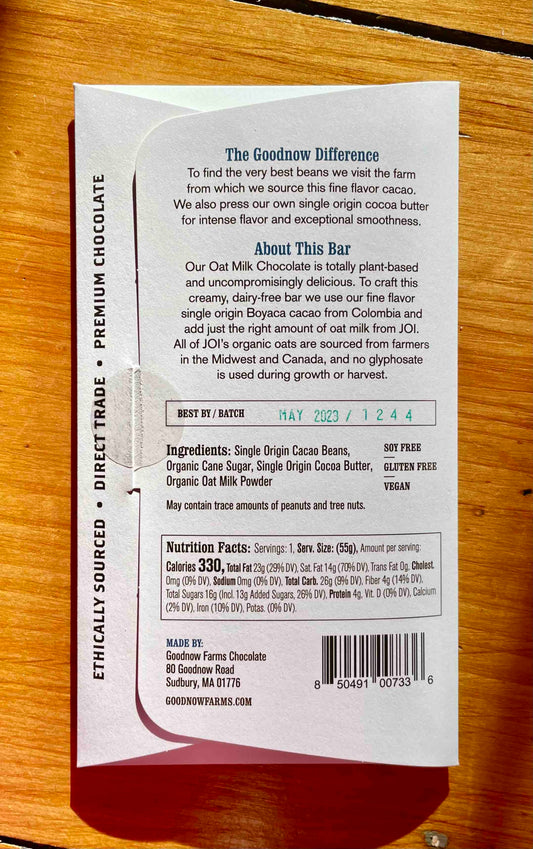 ETHICALLY SOURCED • DIRECT TRADE • PREMIUM CHOCOLATE
The Goodnow Difference
To find the very best beans we visit the farm
from which we source this fine flavor cacao.
We also press our own single origin cocoa butter
for intense flavor and exceptional smoothness.
About This Bar
Our Oat Milk Chocolate is totally plant-based
and uncompromisingly delicious. To craft this
creamy, dairy-free bar we use our fine flavor
single origin Boyaca cacao from Colombia and
add just the right amount of oat milk from JOI.
All of JOI's organic oats are sourced from farmers
in the Midwest and Canada, and no glyphosate
is used during growth or harvest.
BEST BY / BATCH MAY 2023 / 1244
Ingredients: Single Origin Cacao Beans,
Organic Cane Sugar, Single Origin Cocoa Butter,
Organic Oat Milk Powder
SOY FREE
GLUTEN FREE
VEGAN
May contain trace amounts of peanuts and tree nuts.
Nutrition Facts: Servings: 1, Serv. Size: (55g), Amount per serving:
Calories 330, Total Fat 23g (29% DV), Sat. Fat 14g (70% DV), Trans Fat 0g, Cholest.
0mg (0% DV), Sodium 0mg (0% DV), Total Carb. 26g (9% DV), Fiber 4g (14% DV),
Total Sugars 16g (Incl. 13g Added Sugars, 26% DV), Protein 4g, Vit. D (0% DV), Calcium
(2% DV), Iron (10% DV), Potas. (0% DV).
MADE BY:
Goodnow Farms Chocolate
80 Goodnow Road
Sudbury, MA 01776
GOODNOWFARMS.COM
8 50491 00733 6